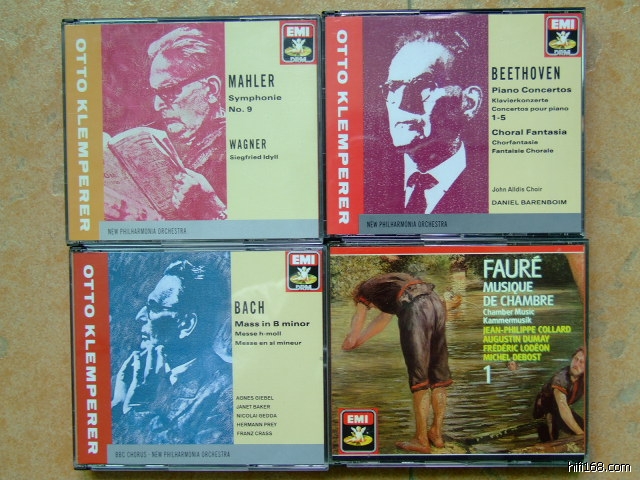 OTTO KLEMPERER
EMI
MAHLER
Symphonie
No. 9
WAGNER
Siegfried Idyll
NEW PHILHARMONIA ORCHESTRA
OTTO KLEMPERER
EMI
BEETHOVEN
Piano Concertos
Klavierkonzerte
Concertos pour piano
1-5
Choral Fantasia
Chorfantasie
Fantaisie Chorale
John Alldis Choir
DANIEL BARENBOIM
NEW PHILHARMONIA ORCHESTRA
OTTO KLEMPERER
EMI
BACH
Mass in B minor
Messe h-moll
Messe en si mineur
AGNES GIEBEL
JANET BAKER
NICOLAI GEDDA
HERMANN PREY
FRANZ CRASS
BBC CHORUS · NEW PHILHARMONIA ORCHESTRA
FAURÉ
MUSIQUE
DE CHAMBRE
Chamber Music
Kammermusik
JEAN-PHILIPPE COLLARD
AUGUSTIN DUMAY
FRÉDÉRIC LODÉON
MICHEL DEBOST
1
EMI
hifi168.com